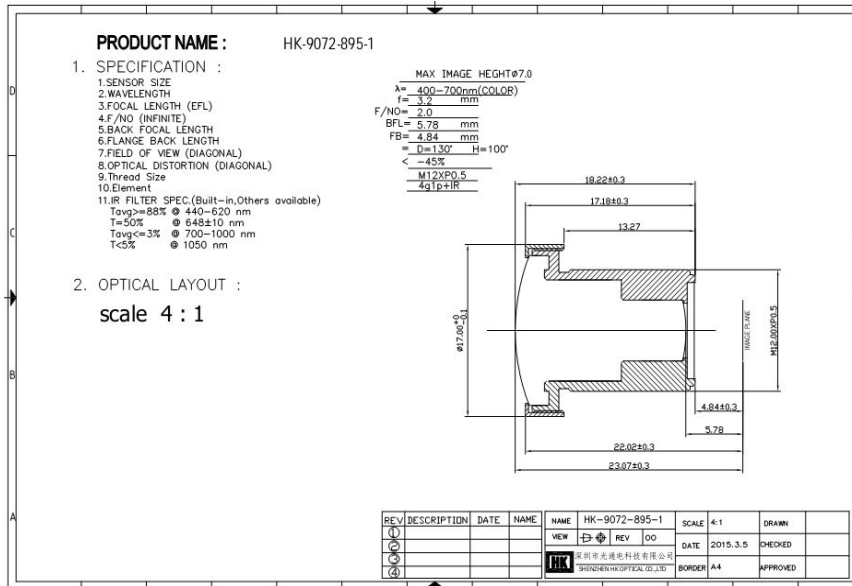 PRODUCT NAME : HK-9072-895-1
1. SPECIFICATION :
1.SENSOR SIZE
2.WAVELENGTH
3.FOCAL LENGTH (EFL)
4.F/NO (INFINITE)
5.BACK FOCAL LENGTH
6.FLANGE BACK LENGTH
7.FIELD OF VIEW (DIAGONAL)
8.OPTICAL DISTORTION (DIAGONAL)
9.Thread Size
10.Element
11.IR FILTER SPEC.(Built-in,Others available)
Tavg>=88% @ 440-620 nm
T=50% @ 648±10 nm
Tavg<=3% @ 700-1000 nm
T<5% @ 1050 nm
MAX IMAGE HEGHTø7.0
λ= 400-700nm(COLOR)
f= 3.2 mm
F/NO= 2.0
BFL= 5.78 mm
FB= 4.84 mm
= D=130° H=100°
< -45%
M12XP0.5
4g1p+IR
2. OPTICAL LAYOUT :
scale 4 : 1
18.22±0.3
17.18±0.3
13.27
ø17.00+0 -0.1
IMAGE PLANE
M12.00XP0.5
4.84±0.3
5.78
22.02±0.3
23.07±0.3
D
C
B
A
REV DESCRIPTION DATE NAME
1
2
3
4
NAME HK-9072-895-1 SCALE 4:1 DRAWN
VIEW REV 00
DATE 2015.3.5 CHECKED
HK 深圳市光通电科技有限公司
SHENZHEN HK OPTICAL CO.,LTD BORDER A4 APPROVED